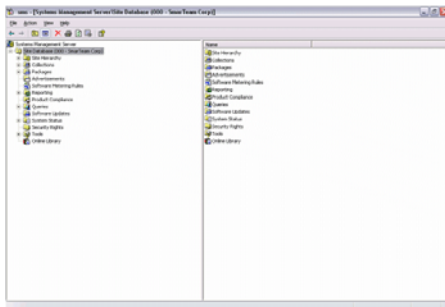 sms - [Systems Management Server\Site Database (000 - SmarTeam Corp)]
File Action View Help
Systems Management Server
Site Database (000 - SmarTeam Corp)
Site Hierarchy
Collections
Packages
Advertisements
Software Metering Rules
Reporting
Product Compliance
Queries
Software Updates
System Status
Security Rights
Tools
Online Library
Name
Site Hierarchy
Collections
Packages
Advertisements
Software Metering Rules
Reporting
Product Compliance
Queries
Software Updates
System Status
Security Rights
Tools
Online Library